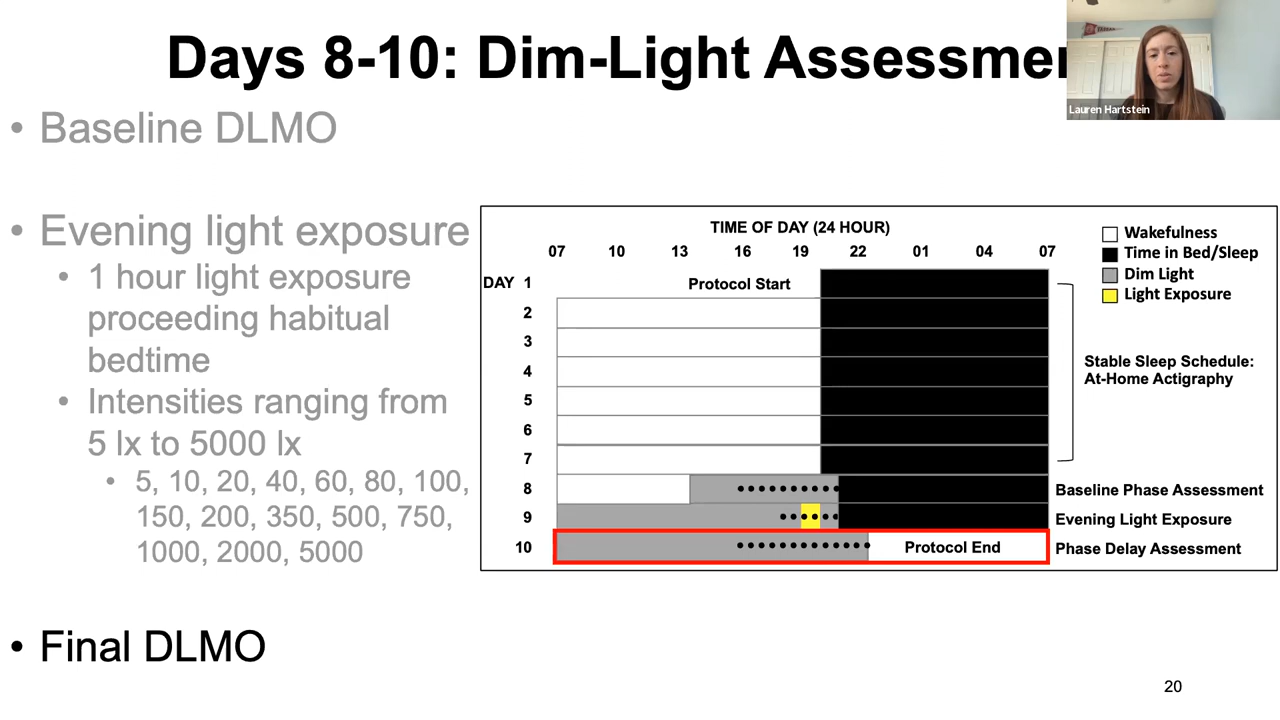 Days 8-10: Dim-Light Assessmen
Lauren Hartstein
• Baseline DLMO
• Evening light exposure
• 1 hour light exposure
proceeding habitual
bedtime
• Intensities ranging from
5 lx to 5000 lx
• 5, 10, 20, 40, 60, 80, 100,
150, 200, 350, 500, 750,
1000, 2000, 5000
• Final DLMO
TIME OF DAY (24 HOUR)
07 10 13 16 19 22 01 04 07
Wakefulness
Time in Bed/Sleep
Dim Light
Light Exposure
DAY 1 Protocol Start
2
3
4
5
6
7
Stable Sleep Schedule:
At-Home Actigraphy
8 Baseline Phase Assessment
9 Evening Light Exposure
10 Protocol End Phase Delay Assessment
20